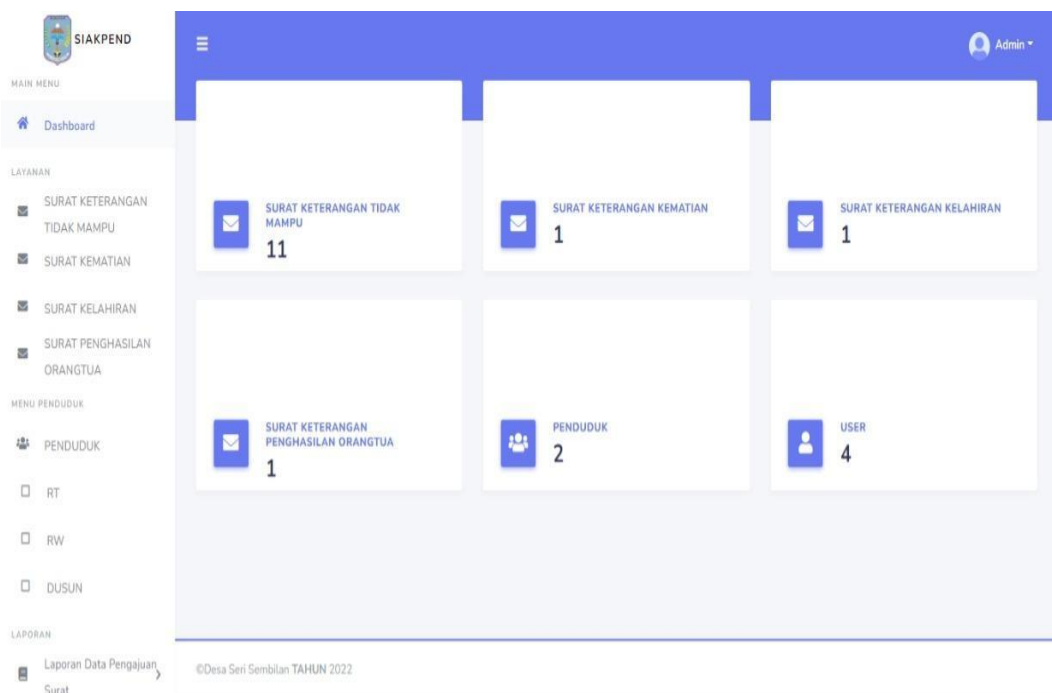 SIAKPEND
MAIN MENU
Dashboard
LAYANAN
SURAT KETERANGAN
TIDAK MAMPU
SURAT KEMATIAN
SURAT KELAHIRAN
SURAT PENGHASILAN
ORANGTUA
MENU PENDUDUK
PENDUDUK
RT
RW
DUSUN
LAPORAN
Laporan Data Pengajuan
Surat
Admin
SURAT KETERANGAN TIDAK
MAMPU
11
SURAT KETERANGAN KEMATIAN
1
SURAT KETERANGAN KELAHIRAN
1
SURAT KETERANGAN
PENGHASILAN ORANGTUA
1
PENDUDUK
2
USER
4
©Desa Seri Sembilan TAHUN 2022